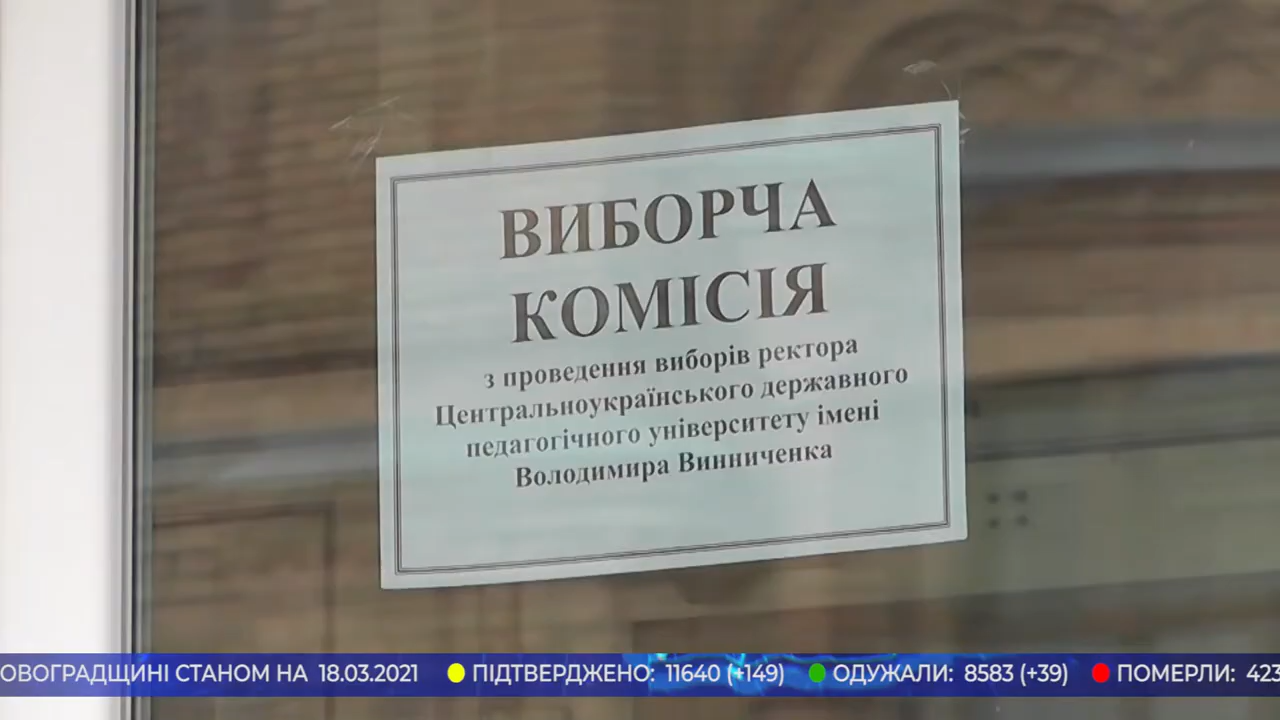 ВИБОРЧА
КОМІСІЯ
з проведення виборів ректора
Центральноукраїнського державного
педагогічного університету імені
Володимира Винниченка
ОВОГРАДЩИНІ СТАНОМ НА 18.03.2021 ПІДТВЕРДЖЕНО: 11640 (+149) ОДУЖАЛИ: 8583 (+39) ПОМЕРЛИ: 423